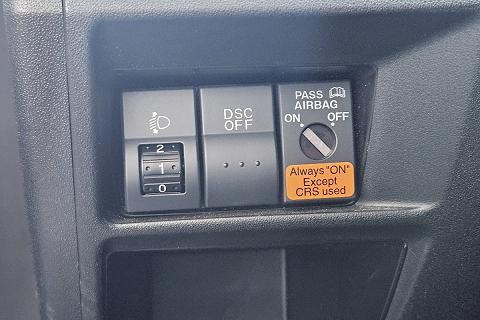 2
1
0
DSC
OFF
PASS
AIRBAG
ON OFF
Always "ON"
Except
CRS used